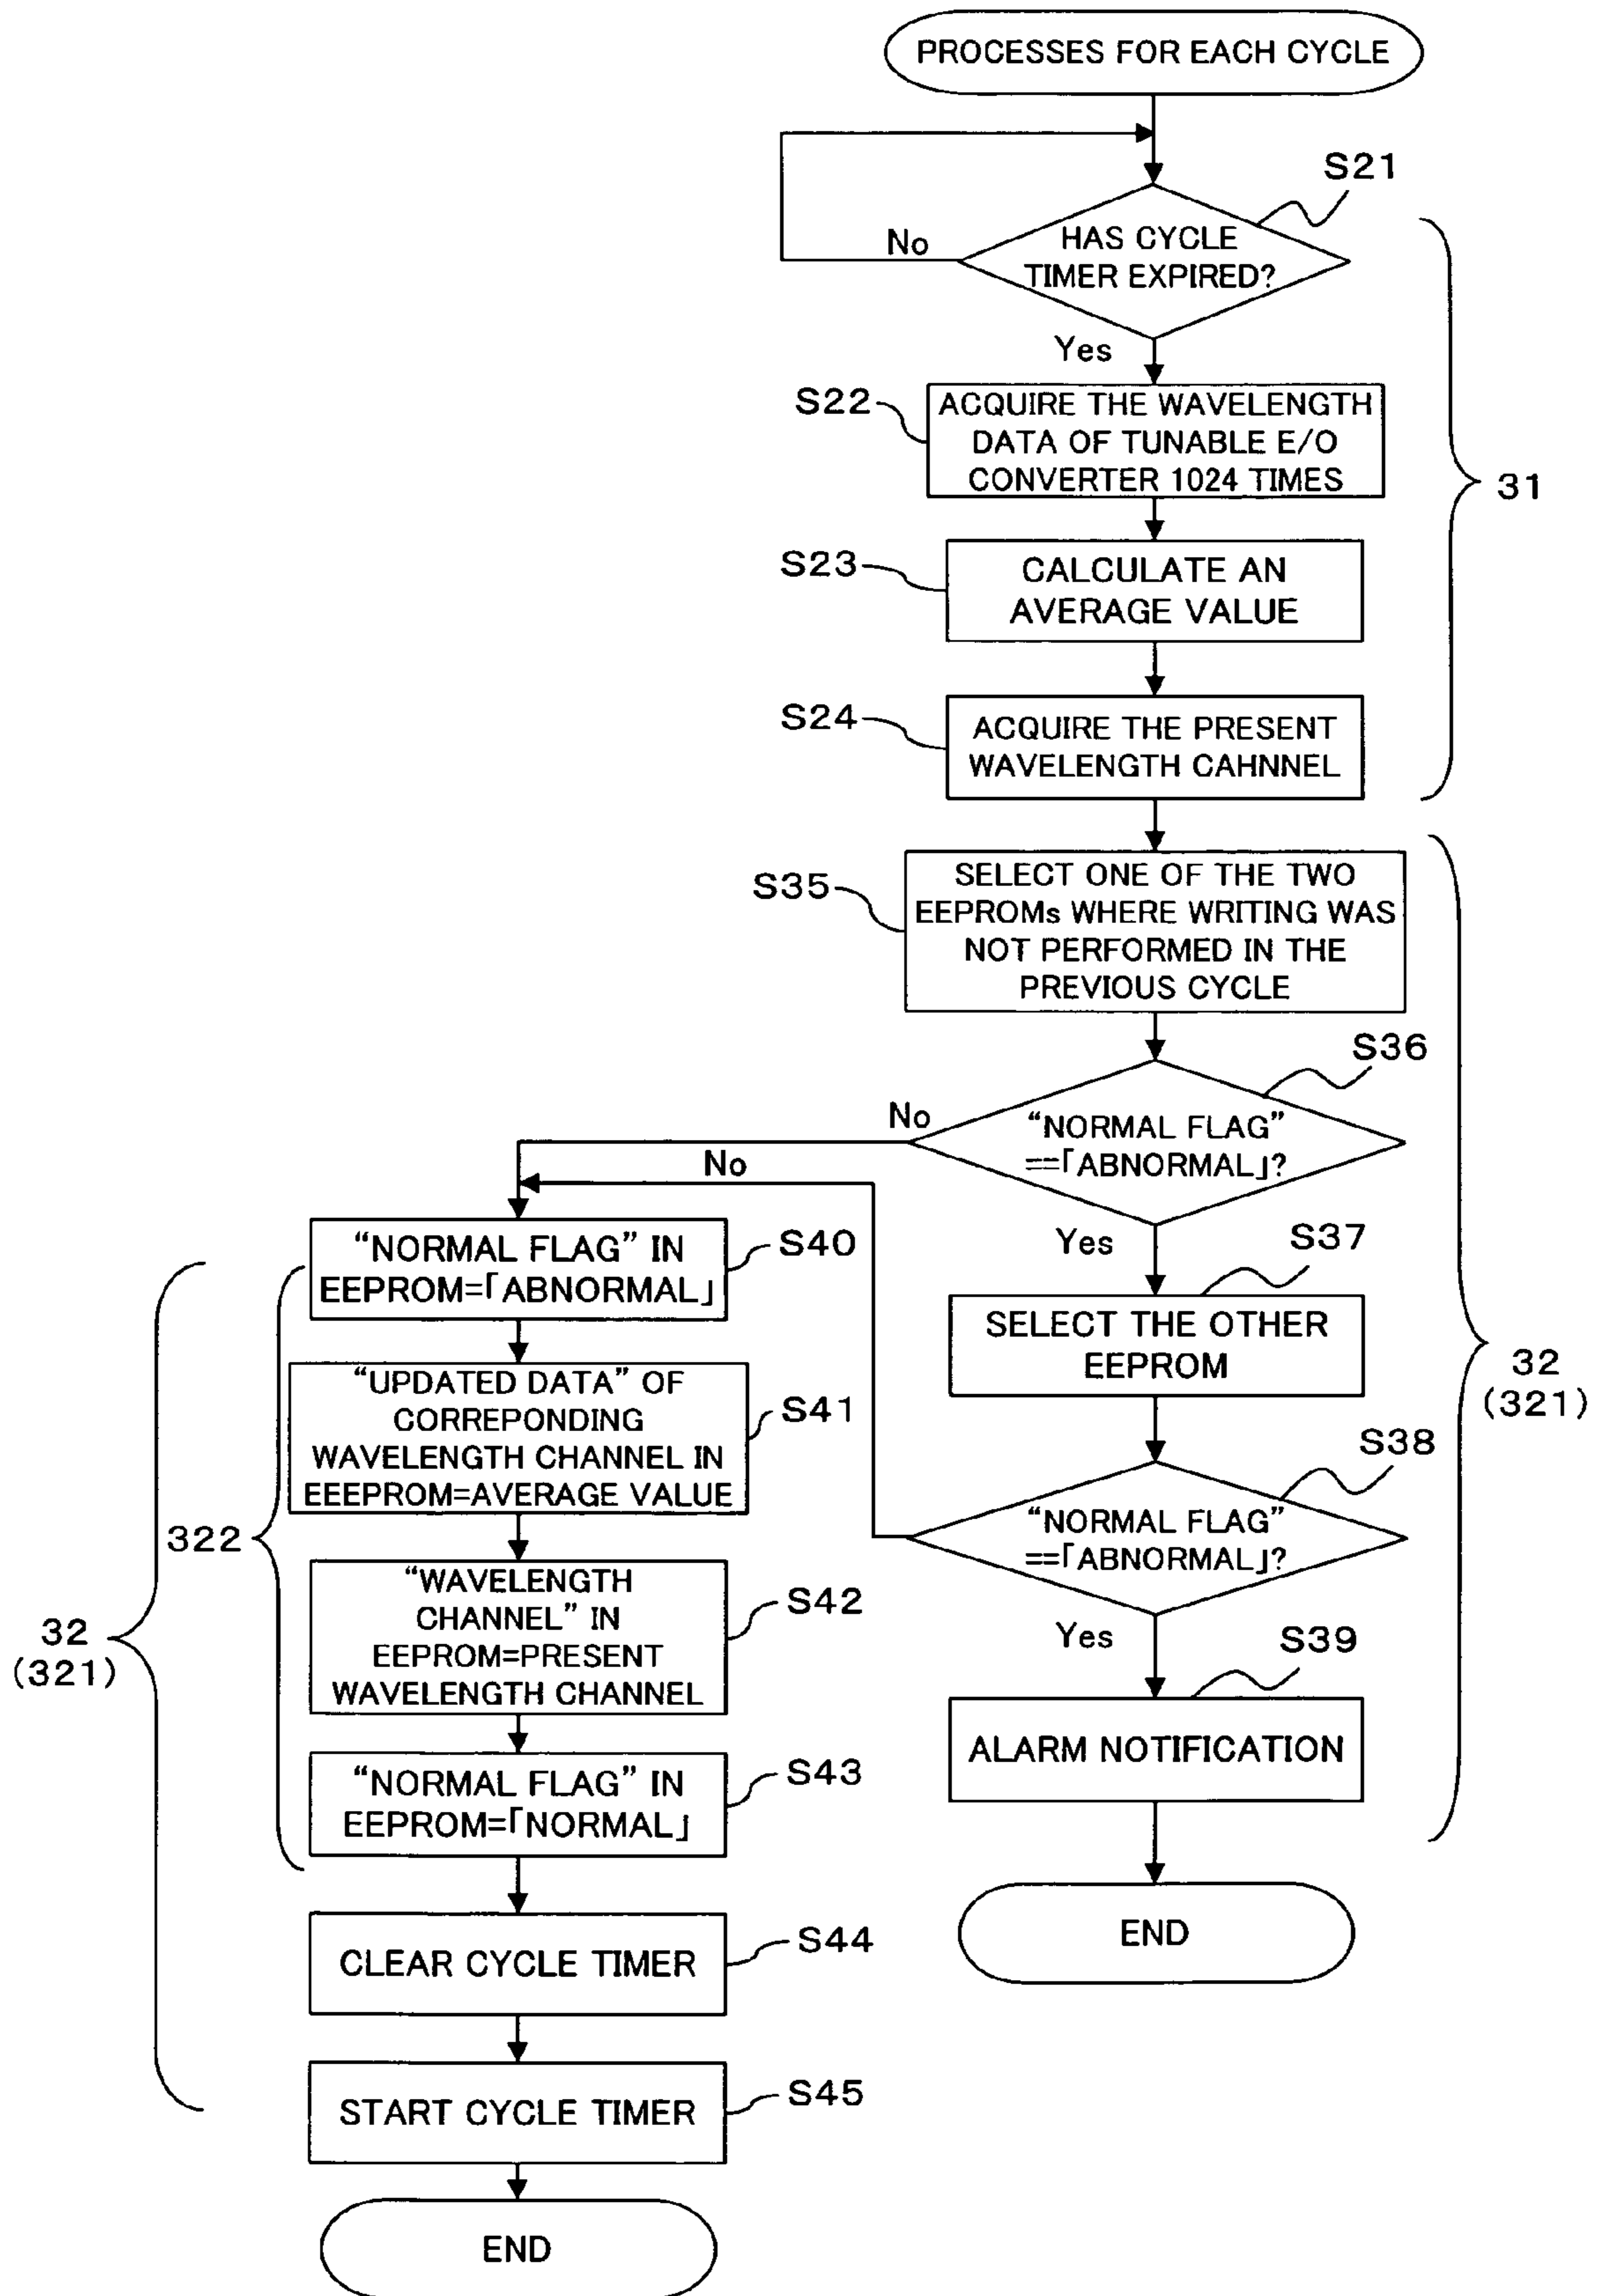 PROCESSES FOR EACH CYCLE
S21
HAS CYCLE
TIMER EXPIRED?
No
Yes
S22
ACQUIRE THE WAVELENGTH
DATA OF TUNABLE E/O
CONVERTER 1024 TIMES
31
S23
CALCULATE AN
AVERAGE VALUE
S24
ACQUIRE THE PRESENT
WAVELENGTH CAHNNEL
S35
SELECT ONE OF THE TWO
EEPROMs WHERE WRITING WAS
NOT PERFORMED IN THE
PREVIOUS CYCLE
S36
“NORMAL FLAG”
==「ABNORMAL」?
No
Yes
S37
SELECT THE OTHER
EEPROM
32
(321)
S38
“NORMAL FLAG”
==「ABNORMAL」?
No
Yes
S39
ALARM NOTIFICATION
END
S40
“NORMAL FLAG” IN
EEPROM=「ABNORMAL」
S41
“UPDATED DATA” OF
CORREPONDING
WAVELENGTH CHANNEL IN
EEEPROM=AVERAGE VALUE
322
S42
“WAVELENGTH
CHANNEL” IN
EEPROM=PRESENT
WAVELENGTH CHANNEL
32
(321)
S43
“NORMAL FLAG” IN
EEPROM=「NORMAL」
S44
CLEAR CYCLE TIMER
S45
START CYCLE TIMER
END